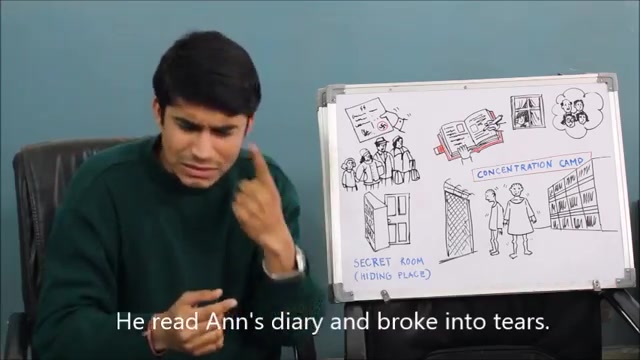 CONCENTRATION CAMP
SECRET ROOM
(HIDING PLACE)
He read Ann's diary and broke into tears.